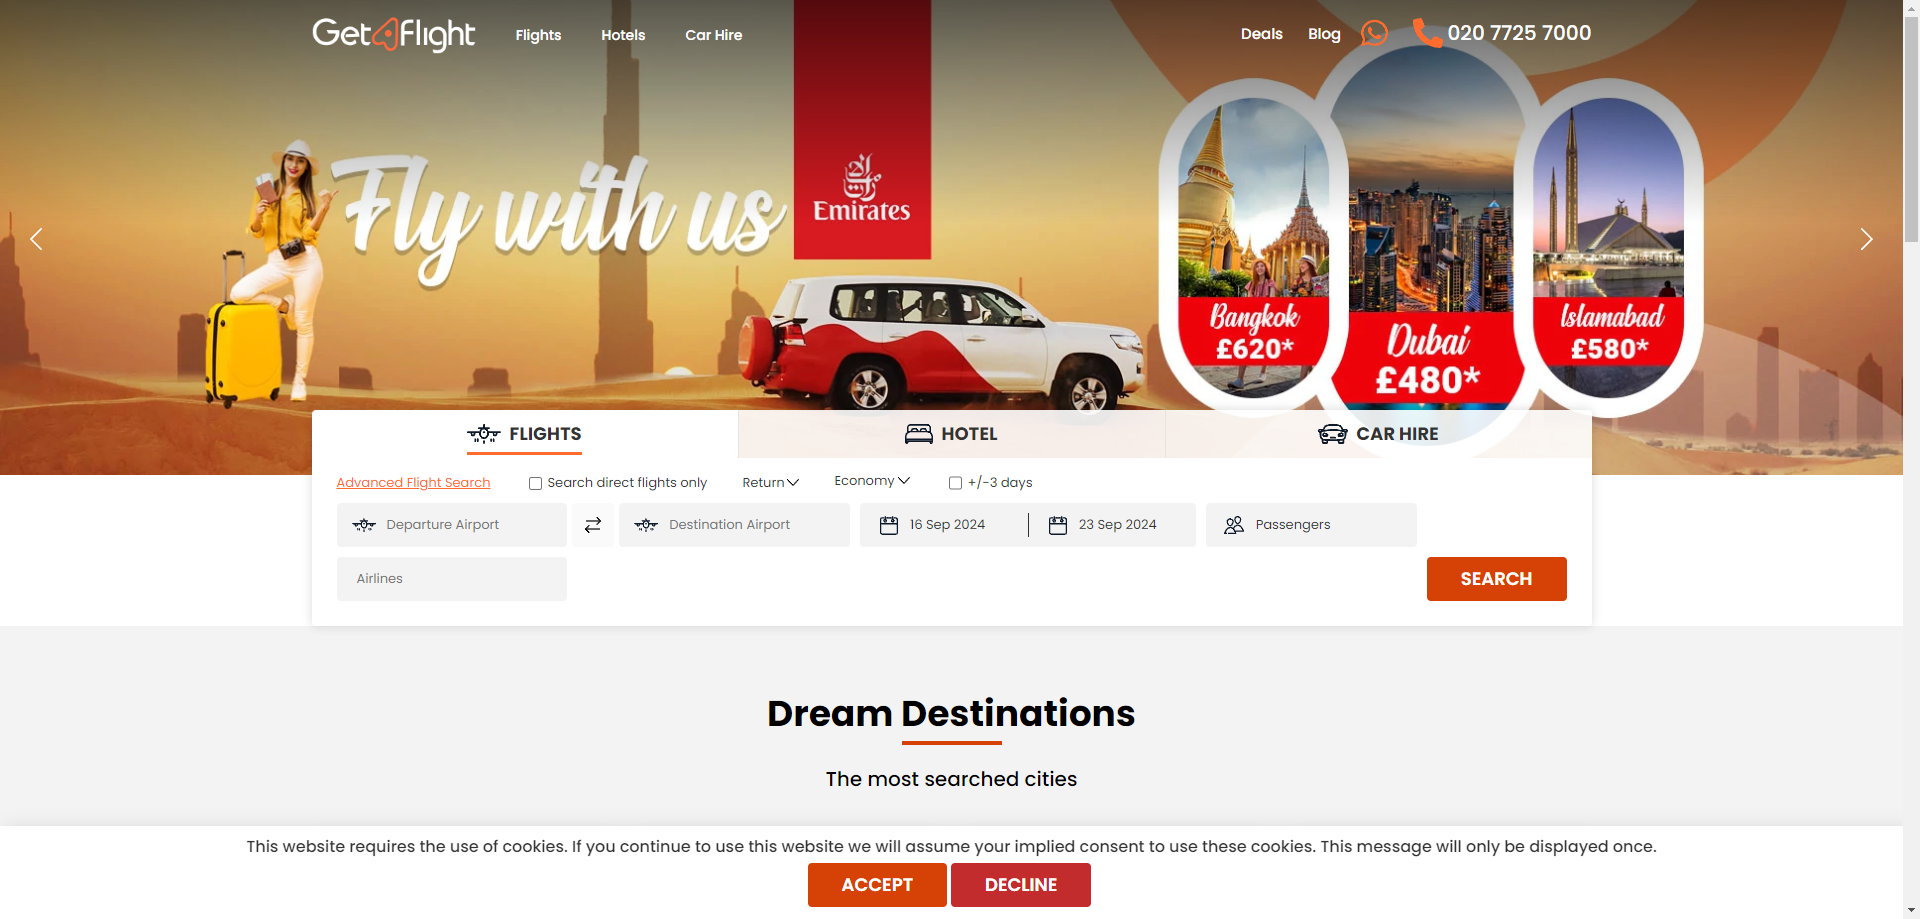 GetAFlight
Flights
Hotels
Car Hire
Deals
Blog
020 7725 7000
Fly with us
Emirates
Bangkok
£620*
Dubai
£480*
Islamabad
£580*
FLIGHTS
HOTEL
CAR HIRE
Advanced Flight Search
Search direct flights only
Return
Economy
+/-3 days
Departure Airport
Destination Airport
16 Sep 2024
23 Sep 2024
Passengers
Airlines
SEARCH
Dream Destinations
The most searched cities
This website requires the use of cookies. If you continue to use this website we will assume your implied consent to use these cookies. This message will only be displayed once.
ACCEPT
DECLINE